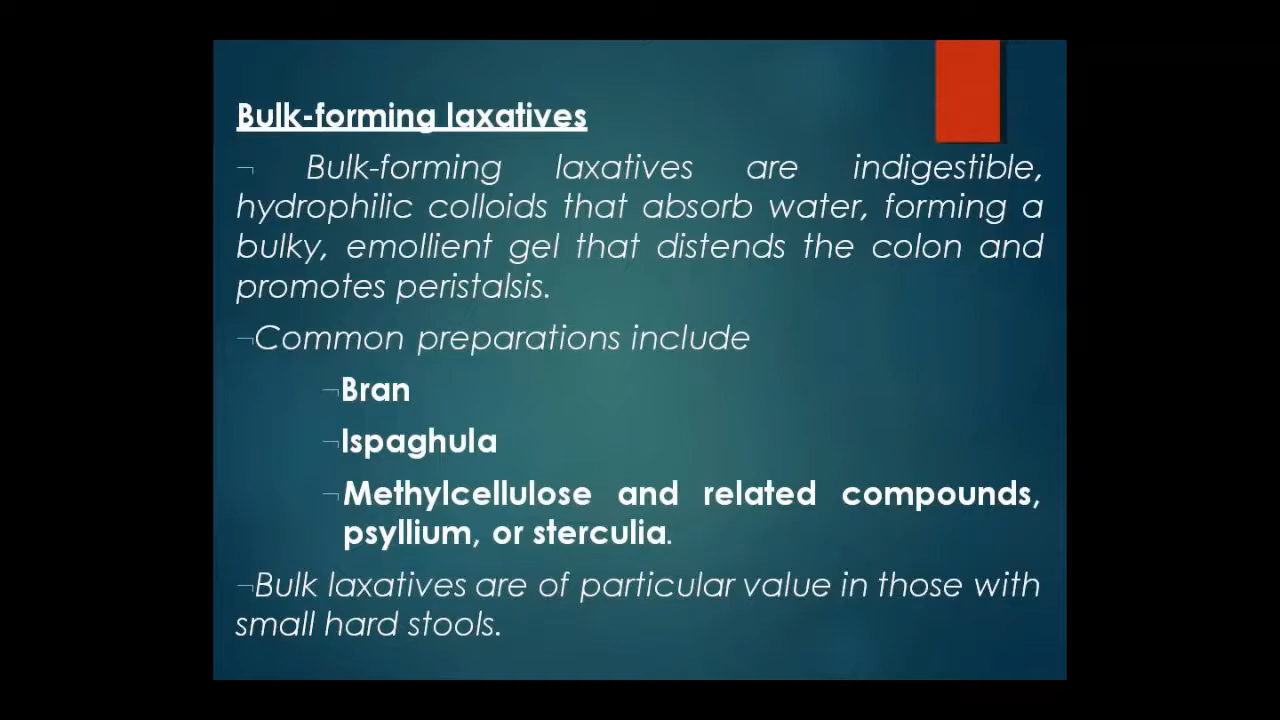 Bulk-forming laxatives
¬ Bulk-forming laxatives are indigestible,
hydrophilic colloids that absorb water, forming a
bulky, emollient gel that distends the colon and
promotes peristalsis.
¬Common preparations include
¬Bran
¬Ispaghula
¬Methylcellulose and related compounds,
psyllium, or sterculia.
¬Bulk laxatives are of particular value in those with
small hard stools.